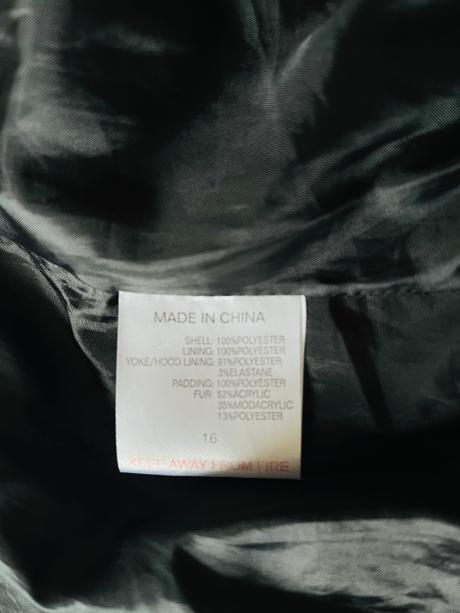 MADE IN CHINA
SHELL: 100%POLYESTER
LINING: 100%POLYESTER
YOKE/HOOD LINING: 97%POLYESTER
3%ELASTANE
PADDING: 100%POLYESTER
FUR: 52%ACRYLIC
35%MODACRYLIC
13%POLYESTER
16
KEEP AWAY FROM FIRE